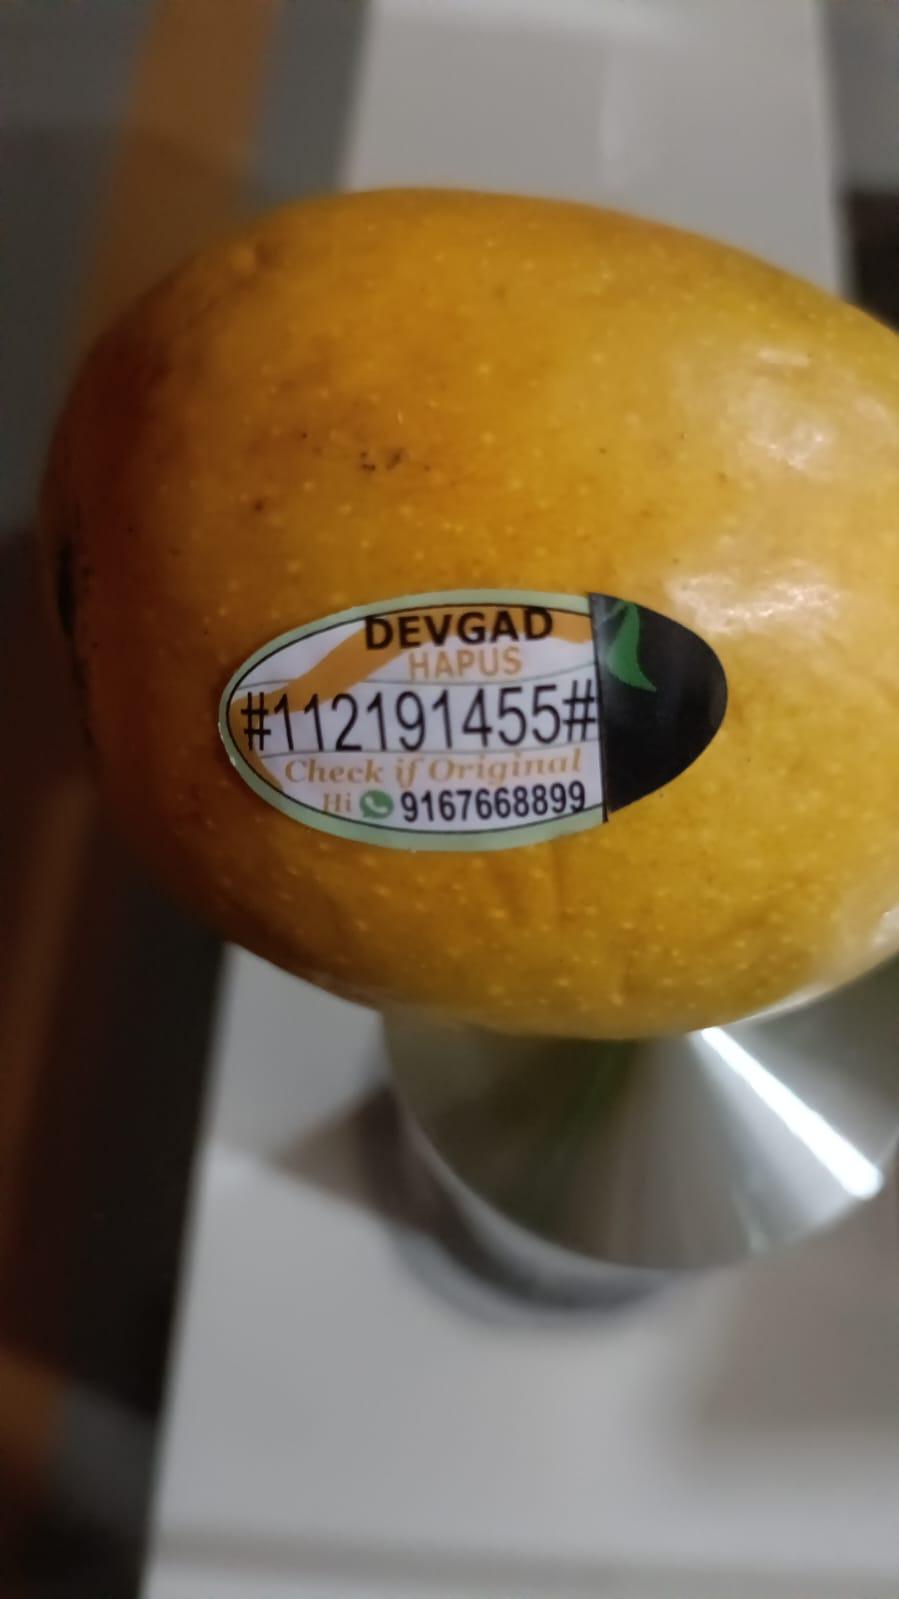 DEVGAD
HAPUS
#112191455#
Check if Original
Hi 9167668899